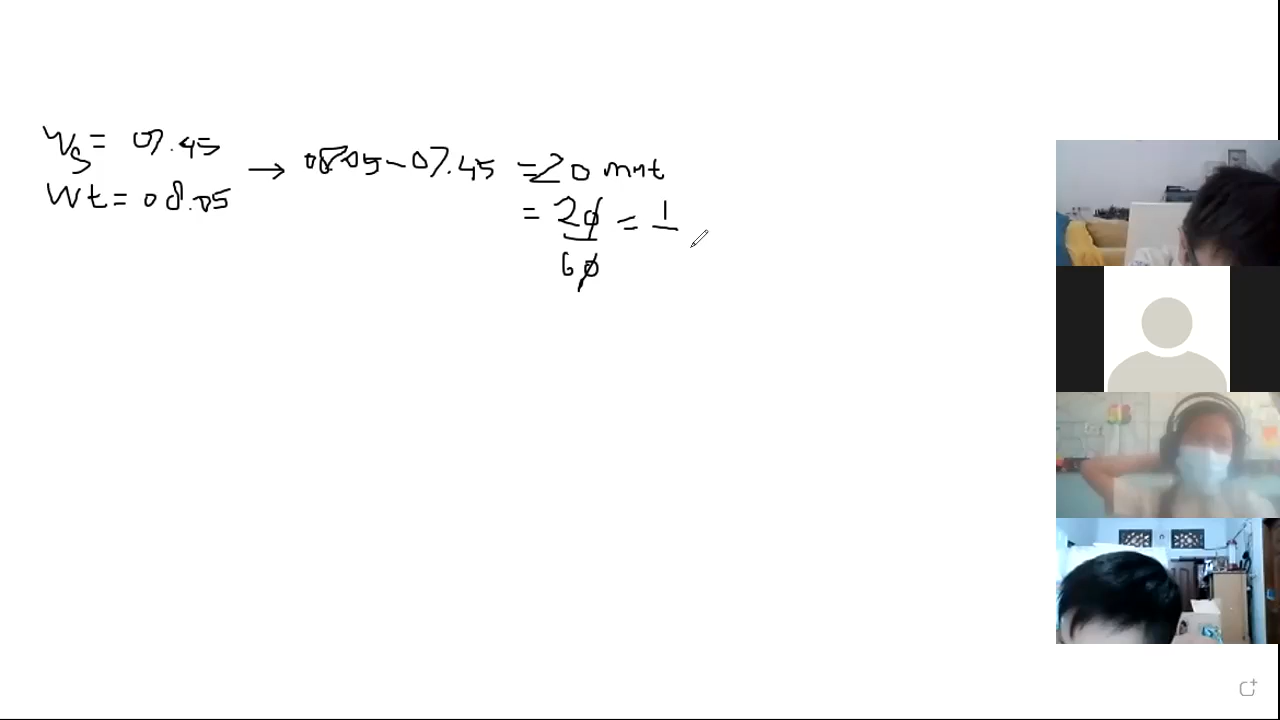 Ws = 07.45
Wt = 08.05
→ 08.05 - 07.45 = 20 mnt
= 20/60 = 1